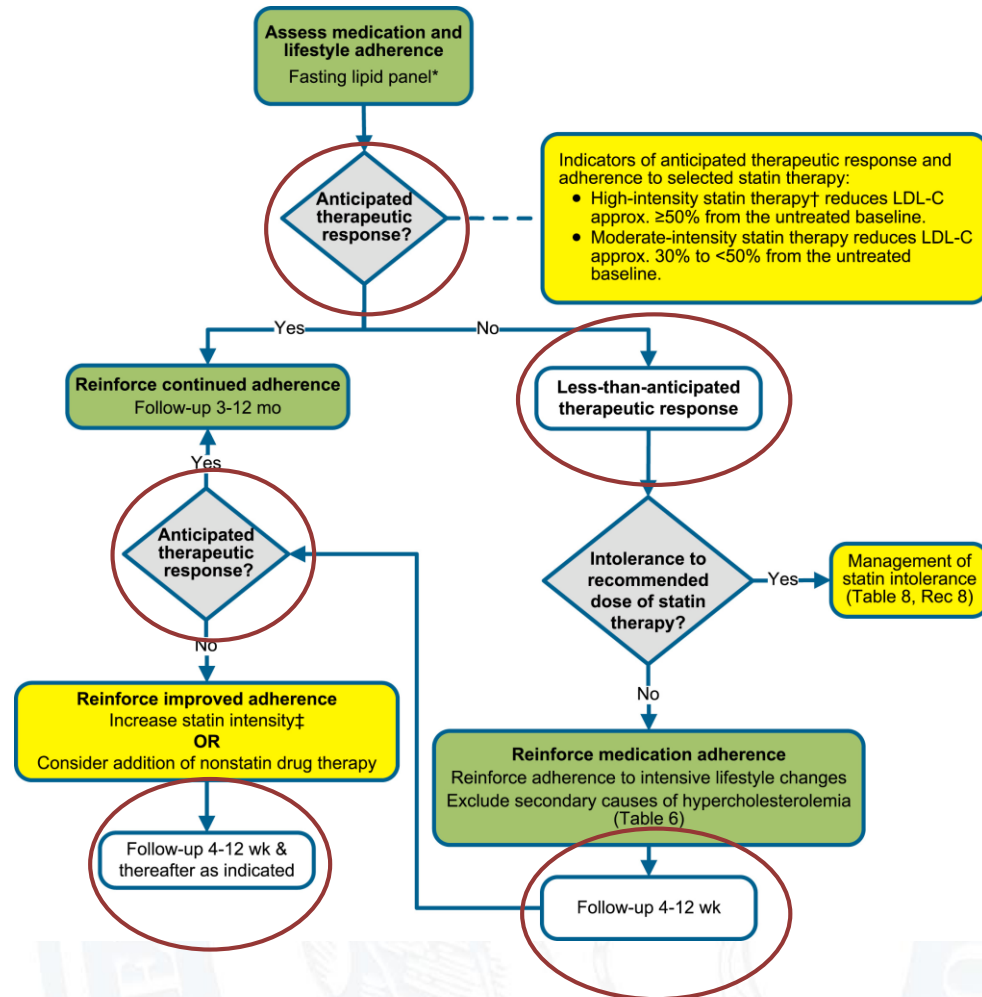 Assess medication and
lifestyle adherence
Fasting lipid panel*
Anticipated
therapeutic
response?
Indicators of anticipated therapeutic response and
adherence to selected statin therapy:
• High-intensity statin therapy† reduces LDL-C
approx. ≥50% from the untreated baseline.
• Moderate-intensity statin therapy reduces LDL-C
approx. 30% to <50% from the untreated
baseline.
Yes
No
Reinforce continued adherence
Follow-up 3-12 mo
Less-than-anticipated
therapeutic response
Yes
Anticipated
therapeutic
response?
Intolerance to
recommended
dose of statin
therapy?
Yes
Management of
statin intolerance
(Table 8, Rec 8)
No
No
Reinforce improved adherence
Increase statin intensity‡
OR
Consider addition of nonstatin drug therapy
Reinforce medication adherence
Reinforce adherence to intensive lifestyle changes
Exclude secondary causes of hypercholesterolemia
(Table 6)
Follow-up 4-12 wk &
thereafter as indicated
Follow-up 4-12 wk